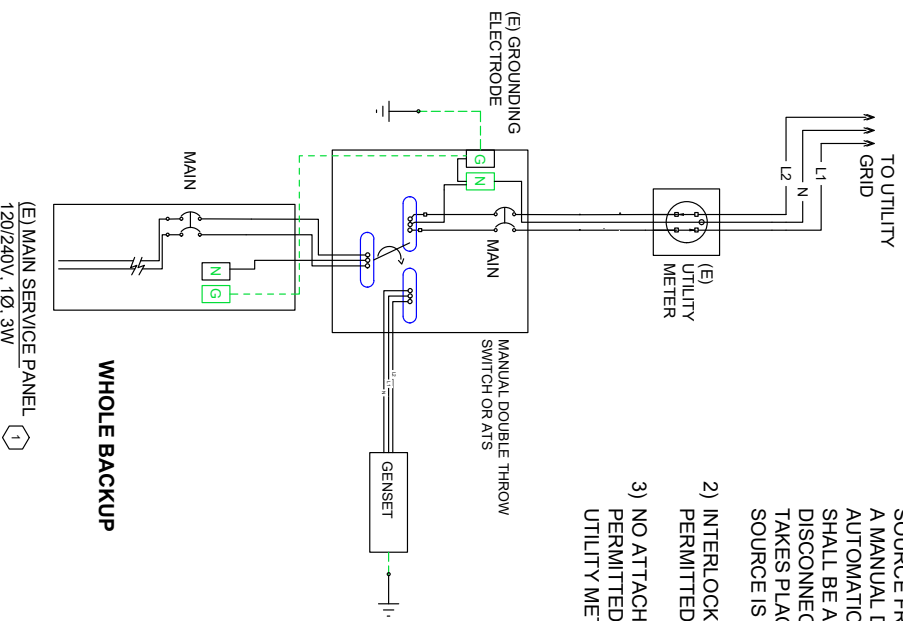 TO UTILITY
GRID
L1
N
L2
(E)
UTILITY
METER
(E) GROUNDING
ELECTRODE
G
N
MAIN
MANUAL DOUBLE THROW
SWITCH OR ATS
MAIN
N
G
L2
L1
N
GENSET
(E) MAIN SERVICE PANEL
120/240V, 1Ø, 3W
1
WHOLE BACKUP
A MANUAL D
AUTOMATIC
SHALL BE A
DISCONNEC
TAKES PLAC
SOURCE IS
2) INTERLOCK
PERMITTED
3) NO ATTACH
PERMITTED
UTILITY MET